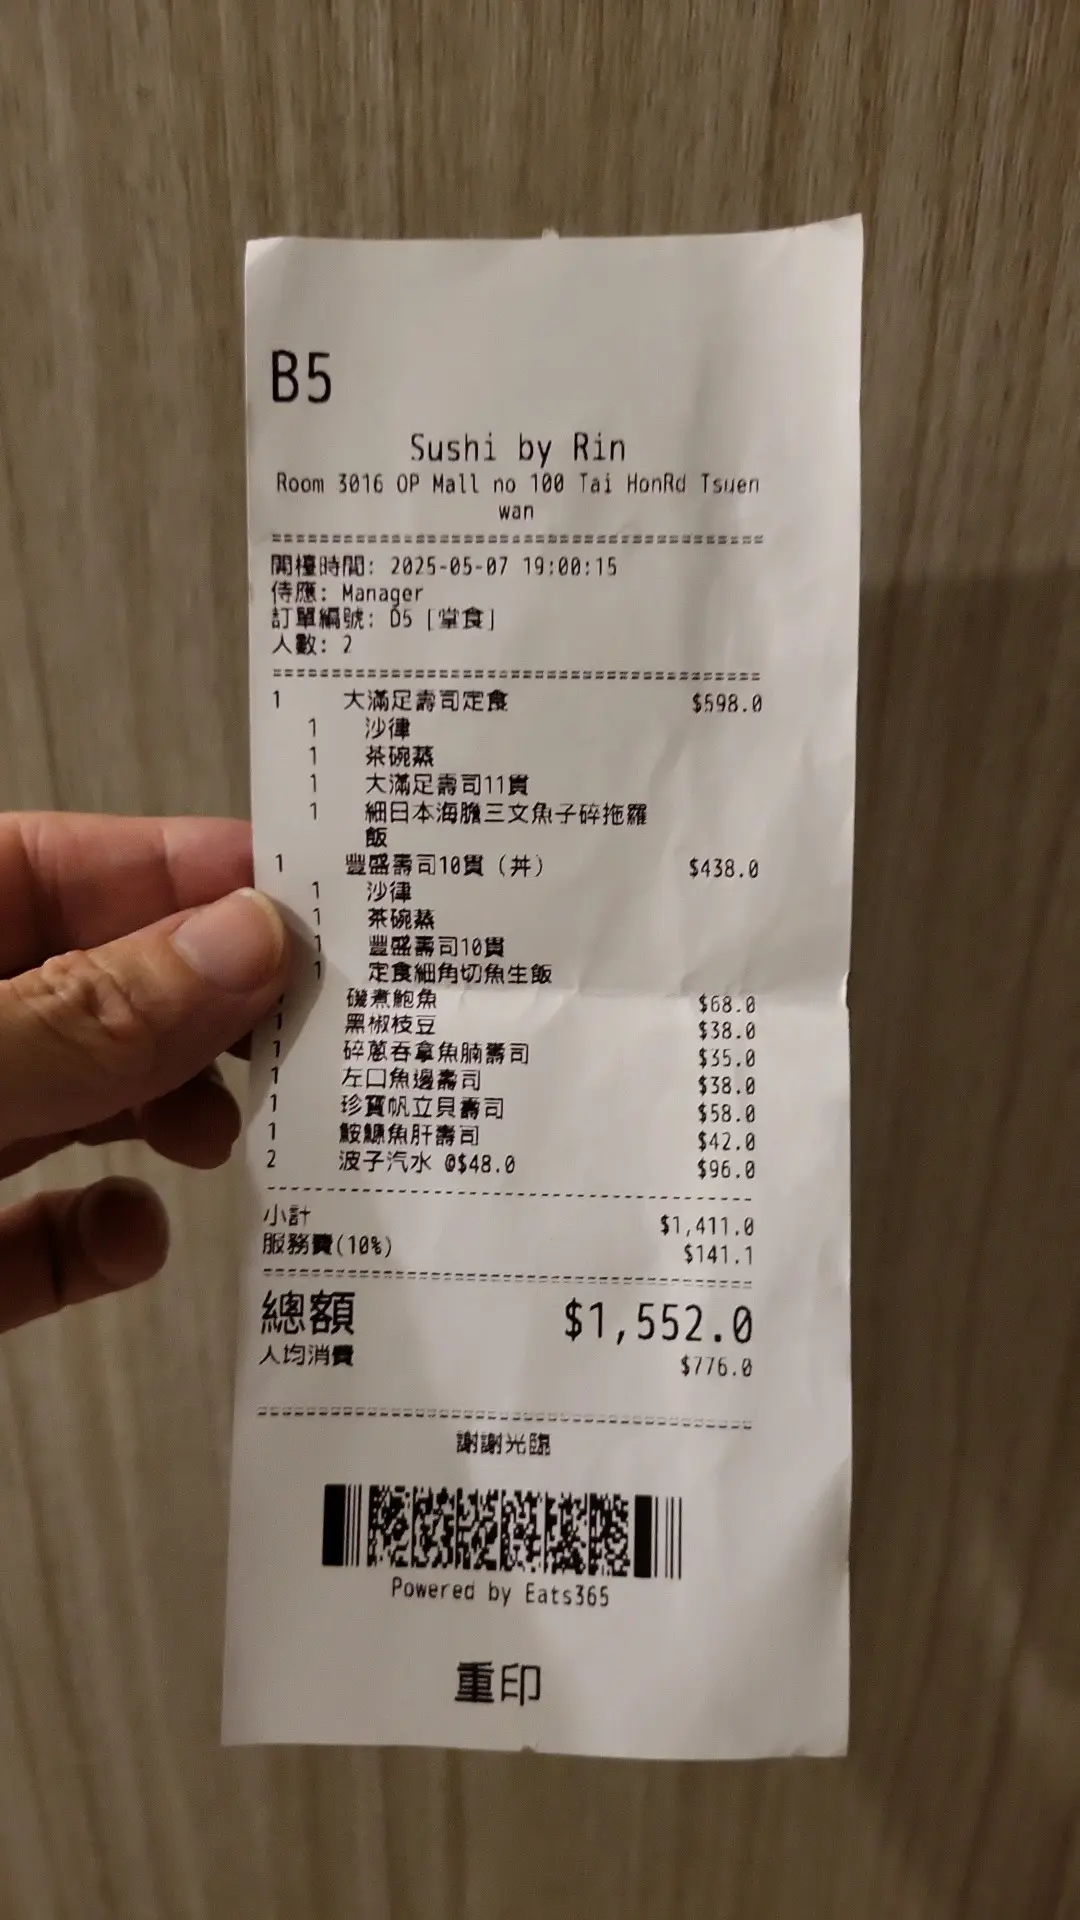 B5
Sushi by Rin
Room 3016 OP Mall no 100 Tai HonRd Tsuen
wan
開檯時間: 2025-05-07 19:00:15
侍應: Manager
訂單編號: D5 [堂食]
人數: 2
1 大滿足壽司定食 $598.0
1 沙律
1 茶碗蒸
1 大滿足壽司11貫
1 細日本海膽三文魚子碎拖羅
飯
1 豐盛壽司10貫 (丼) $438.0
1 沙律
1 茶碗蒸
1 豐盛壽司10貫
1 定食細角切魚生飯
磯煮鮑魚 $68.0
1 黑椒枝豆 $38.0
1 碎蔥吞拿魚腩壽司 $35.0
1 左口魚邊壽司 $38.0
1 珍寶帆立貝壽司 $58.0
1 鮟鱇魚肝壽司 $42.0
2 波子汽水 @$48.0 $96.0
小計 $1,411.0
服務費(10%) $141.1
總額 $1,552.0
人均消費 $776.0
謝謝光臨
Powered by Eats365
重印